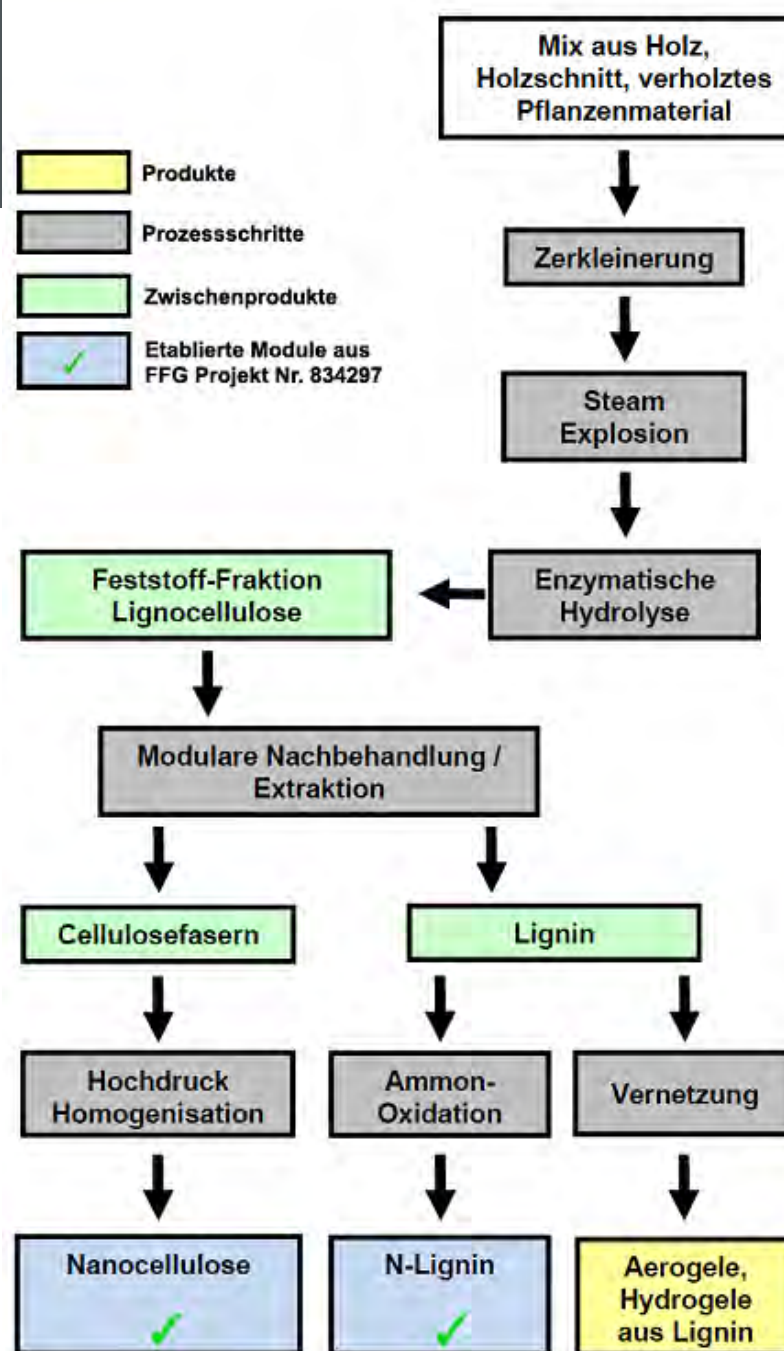 Mix aus Holz,
Holzschnitt, verholztes
Pflanzenmaterial
Produkte
Prozessschritte
Zwischenprodukte
✓ Etablierte Module aus
FFG Projekt Nr. 834297
Zerkleinerung
Steam
Explosion
Enzymatische
Hydrolyse
Feststoff-Fraktion
Lignocellulose
Modulare Nachbehandlung /
Extraktion
Cellulosefasern
Lignin
Hochdruck
Homogenisation
Ammon-
Oxidation
Vernetzung
Nanocellulose
✓
N-Lignin
✓
Aerogele,
Hydrogele
aus Lignin